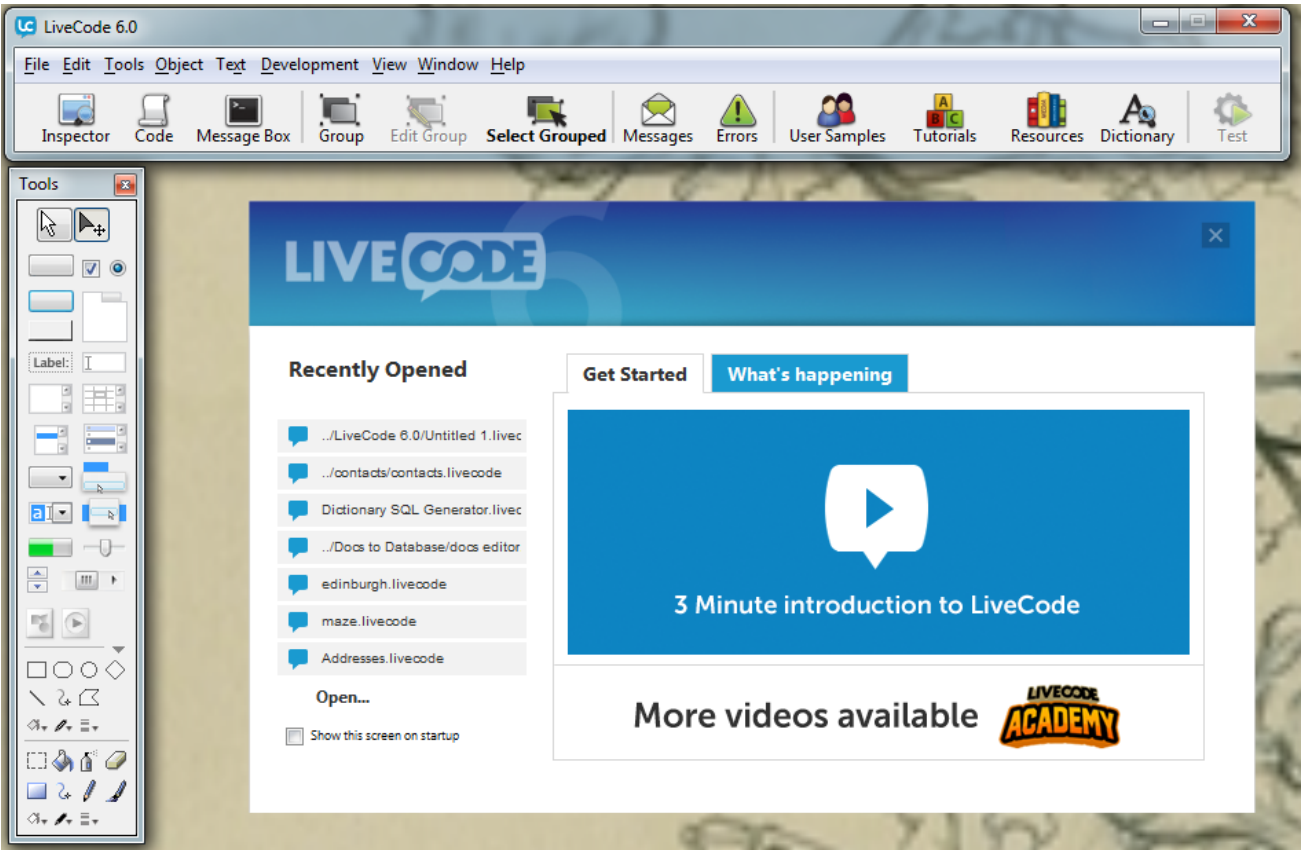 LiveCode 6.0
File Edit Tools Object Text Development View Window Help
Inspector Code Message Box Group Edit Group Select Grouped Messages Errors User Samples Tutorials Resources Dictionary Test
Tools
Label:
LIVECODE
6
Recently Opened
../LiveCode 6.0/Untitled 1.livec
../contacts/contacts.livecode
Dictionary SQL Generator.livec
../Docs to Database/docs editor
edinburgh.livecode
maze.livecode
Addresses.livecode
Open...
Show this screen on startup
Get Started What's happening
3 Minute introduction to LiveCode
More videos available
LIVECODE
ACADEMY